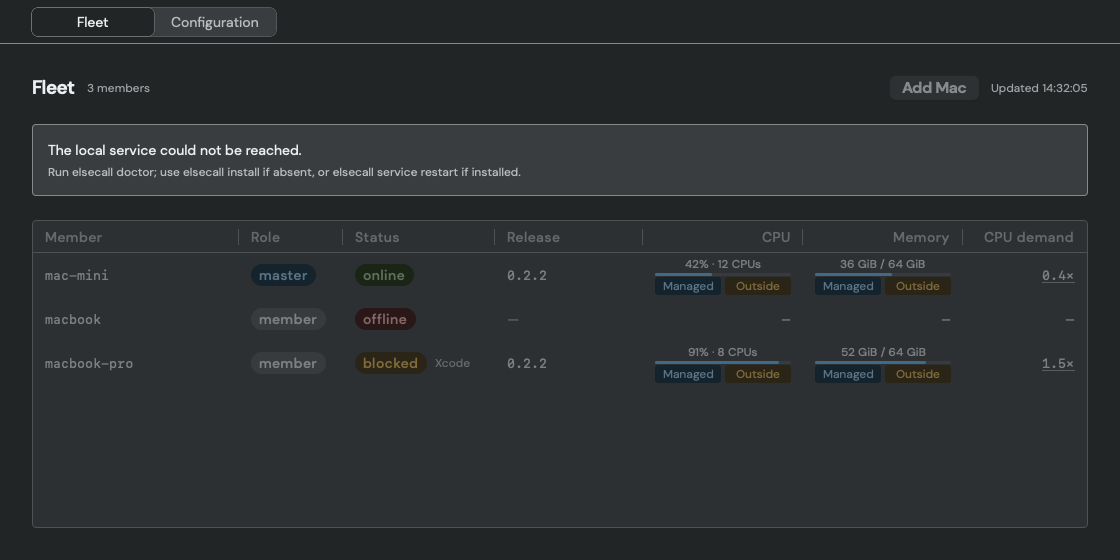 Fleet Configuration
Fleet 3 members Add Mac Updated 14:32:05
The local service could not be reached.
Run elsecall doctor; use elsecall install if absent, or elsecall service restart if installed.
Member Role Status Release CPU Memory CPU demand
mac-mini master online 0.2.2 42% · 12 CPUs Managed Outside 36 GiB / 64 GiB Managed Outside 0.4×
macbook member offline — — — —
macbook-pro member blocked Xcode 0.2.2 91% · 8 CPUs Managed Outside 52 GiB / 64 GiB Managed Outside 1.5×